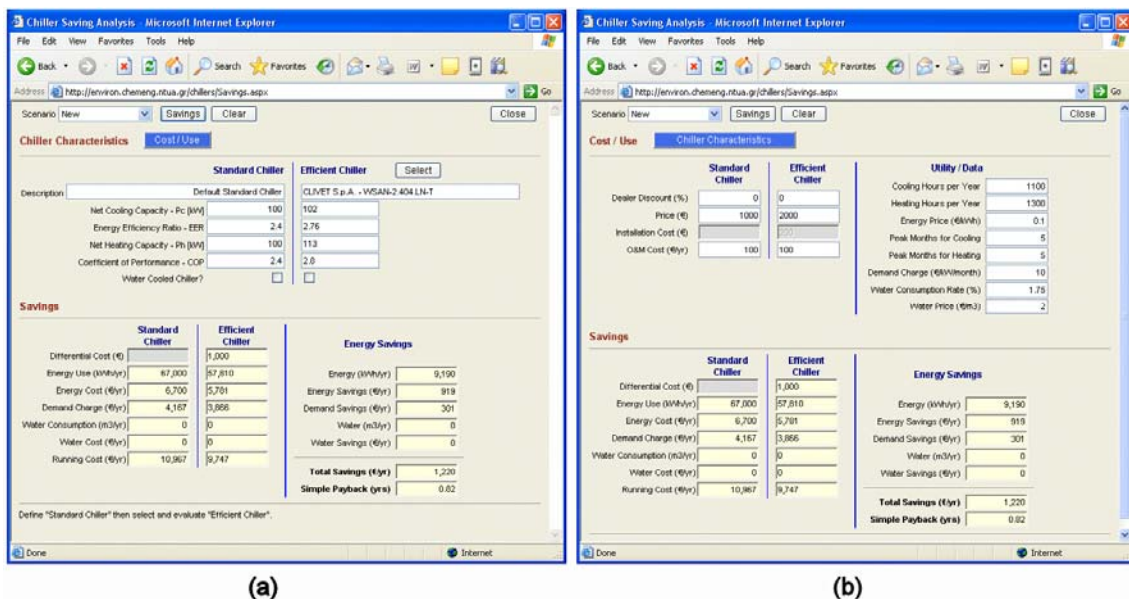 Chiller Saving Analysis - Microsoft Internet Explorer
File Edit View Favorites Tools Help
Back Search Favorites
Address http://environ.chemeng.ntua.gr/chillers/Savings.aspx Go
Scenario New Savings Clear Close
Chiller Characteristics Cost / Use
Standard Chiller Efficient Chiller Select
Description Default Standard Chiller CLIVET S.p.A. - WSAN-2.404.LN-T
Net Cooling Capacity - Pc [kW] 100 102
Energy Efficiency Ratio - EER 2.4 2.76
Net Heating Capacity - Ph [kW] 100 113
Coefficient of Performance - COP 2.4 2.8
Water Cooled Chiller?
Savings
Standard Chiller Efficient Chiller Energy Savings
Differential Cost (€) 1,000
Energy Use (kWh/yr) 67,000 57,810 Energy (kWh/yr) 9,190
Energy Cost (€/yr) 6,700 5,781 Energy Savings (€/yr) 919
Demand Charge (€/yr) 4,167 3,866 Demand Savings (€/yr) 301
Water Consumption (m3/yr) 0 0 Water (m3/yr) 0
Water Cost (€/yr) 0 0 Water Savings (€/yr) 0
Running Cost (€/yr) 10,967 9,747
Total Savings (€/yr) 1,220
Simple Payback (yrs) 0.82
Define "Standard Chiller" then select and evaluate "Efficient Chiller".
Done Internet
(a)
Chiller Saving Analysis - Microsoft Internet Explorer
File Edit View Favorites Tools Help
Back Search Favorites
Address http://environ.chemeng.ntua.gr/chillers/Savings.aspx Go
Scenario New Savings Clear Close
Cost / Use Chiller Characteristics
Standard Chiller Efficient Chiller
Dealer Discount (%) 0 0
Price (€) 1000 2000
Installation Cost (€)
O&M Cost (€/yr) 100 100
Utility / Data
Cooling Hours per Year 1100
Heating Hours per Year 1300
Energy Price (€/kWh) 0.1
Peak Months for Cooling 5
Peak Months for Heating 5
Demand Charge (€/kW/month) 10
Water Consumption Rate (%) 1.75
Water Price (€/m3) 2
Savings
Standard Chiller Efficient Chiller Energy Savings
Differential Cost (€) 1,000
Energy Use (kWh/yr) 67,000 57,810 Energy (kWh/yr) 9,190
Energy Cost (€/yr) 6,700 5,781 Energy Savings (€/yr) 919
Demand Charge (€/yr) 4,167 3,866 Demand Savings (€/yr) 301
Water Consumption (m3/yr) 0 0 Water (m3/yr) 0
Water Cost (€/yr) 0 0 Water Savings (€/yr) 0
Running Cost (€/yr) 10,967 9,747
Total Savings (€/yr) 1,220
Simple Payback (yrs) 0.82
Done Internet
(b)